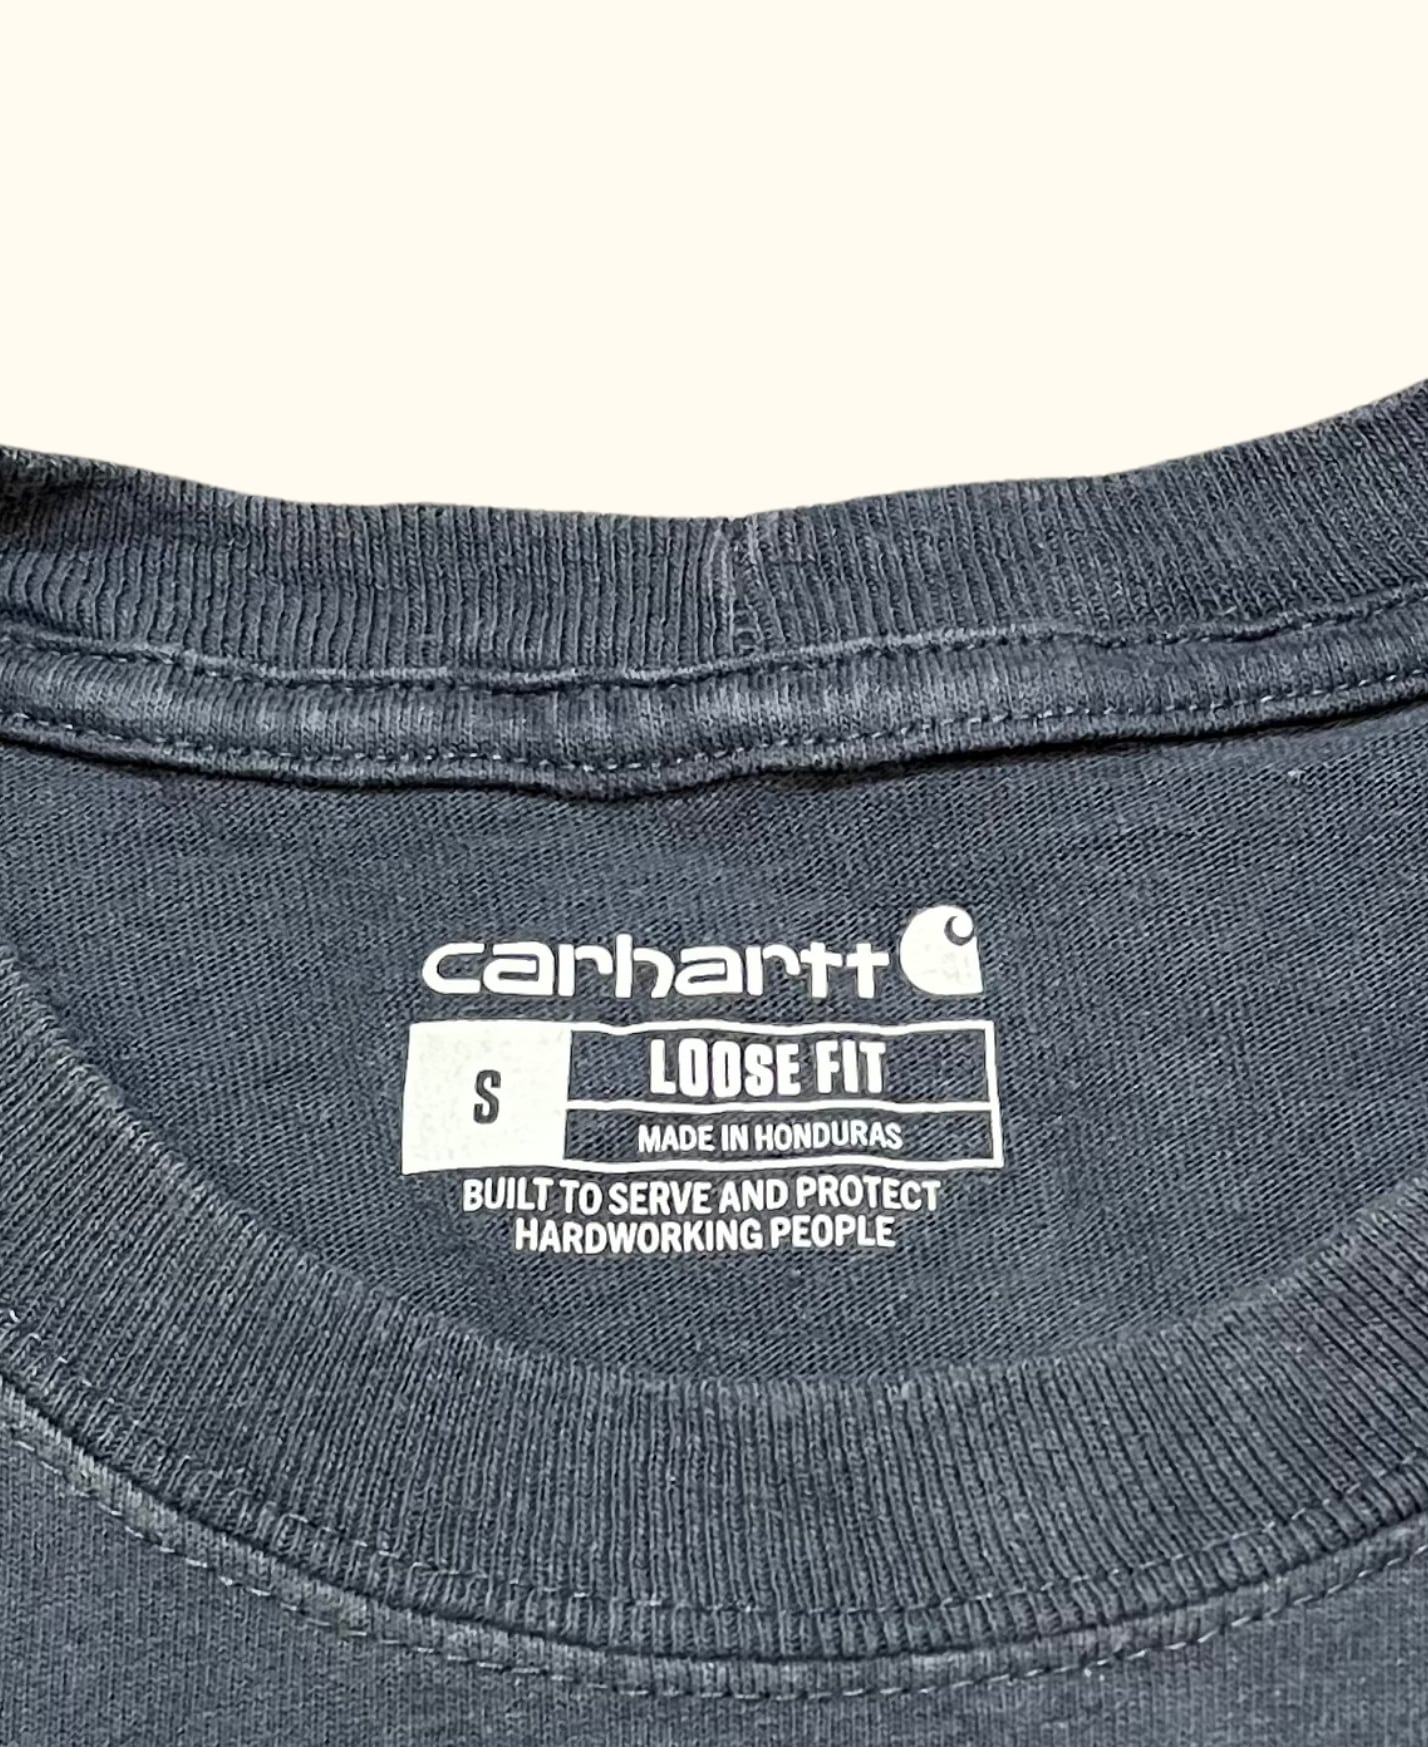 carhartt
S
LOOSE FIT
MADE IN HONDURAS
BUILT TO SERVE AND PROTECT
HARDWORKING PEOPLE